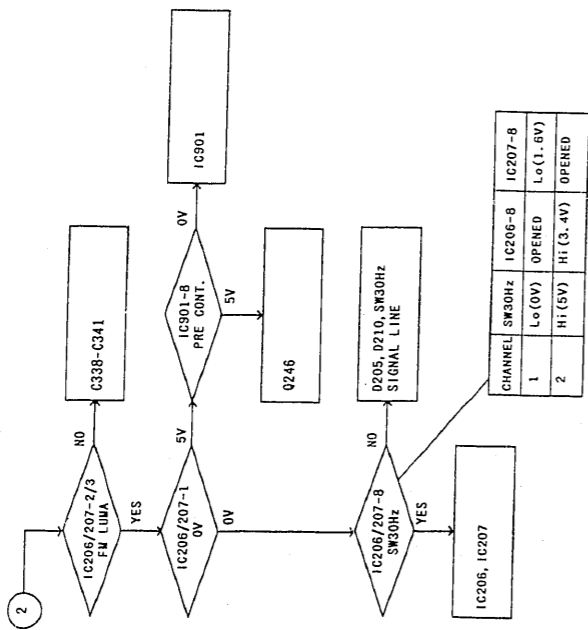 2
IC206/207-2/3
FM LUMA
NO
C338-C341
YES
IC206/207-1
0V
5V
IC901-8
PRE CONT.
0V
IC901
5V
Q246
0V
IC206/207-8
SW30Hz
NO
D205, D210, SW30Hz
SIGNAL LINE
YES
IC206, IC207
CHANNEL SW30Hz IC206-8 IC207-8
1 Lo(0V) OPENED Lo(1.6V)
2 Hi(5V) Hi(3.4V) OPENED